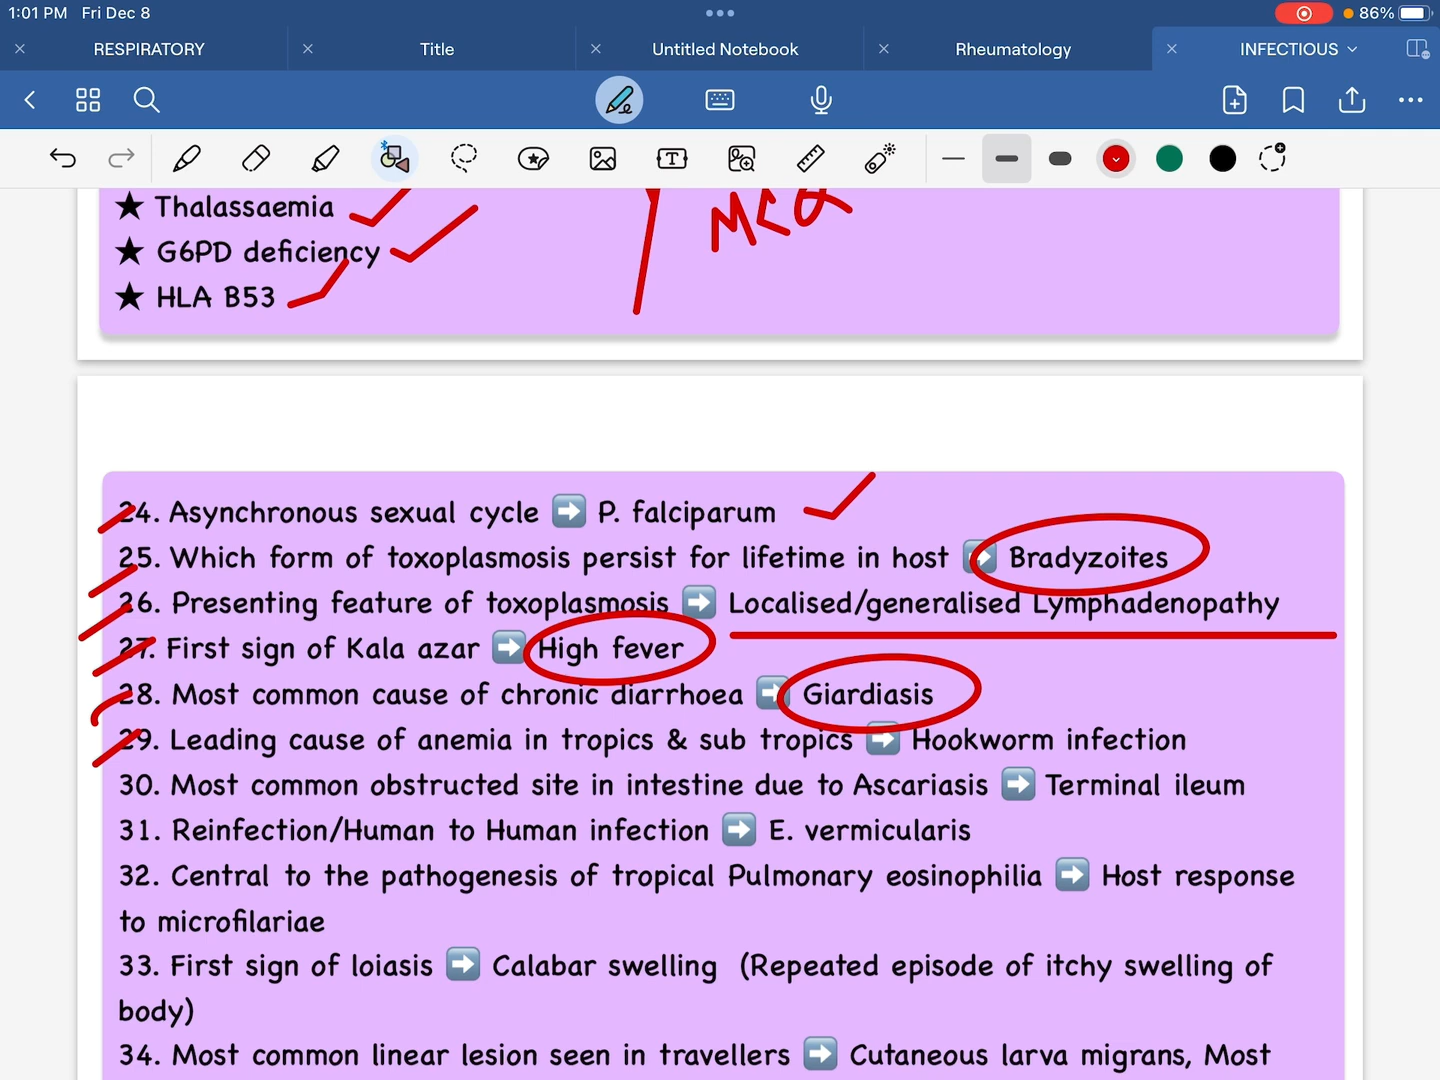 1:01 PM Fri Dec 8
86%
RESPIRATORY
Title
Untitled Notebook
Rheumatology
INFECTIOUS
★ Thalassaemia
MCQ
★ G6PD deficiency
★ HLA B53
24. Asynchronous sexual cycle ➡ P. falciparum
25. Which form of toxoplasmosis persist for lifetime in host ➡ Bradyzoites
26. Presenting feature of toxoplasmosis ➡ Localised/generalised Lymphadenopathy
27. First sign of Kala azar ➡ High fever
28. Most common cause of chronic diarrhoea ➡ Giardiasis
29. Leading cause of anemia in tropics & sub tropics ➡ Hookworm infection
30. Most common obstructed site in intestine due to Ascariasis ➡ Terminal ileum
31. Reinfection/Human to Human infection ➡ E. vermicularis
32. Central to the pathogenesis of tropical Pulmonary eosinophilia ➡ Host response
to microfilariae
33. First sign of loiasis ➡ Calabar swelling (Repeated episode of itchy swelling of
body)
34. Most common linear lesion seen in travellers ➡ Cutaneous larva migrans, Most